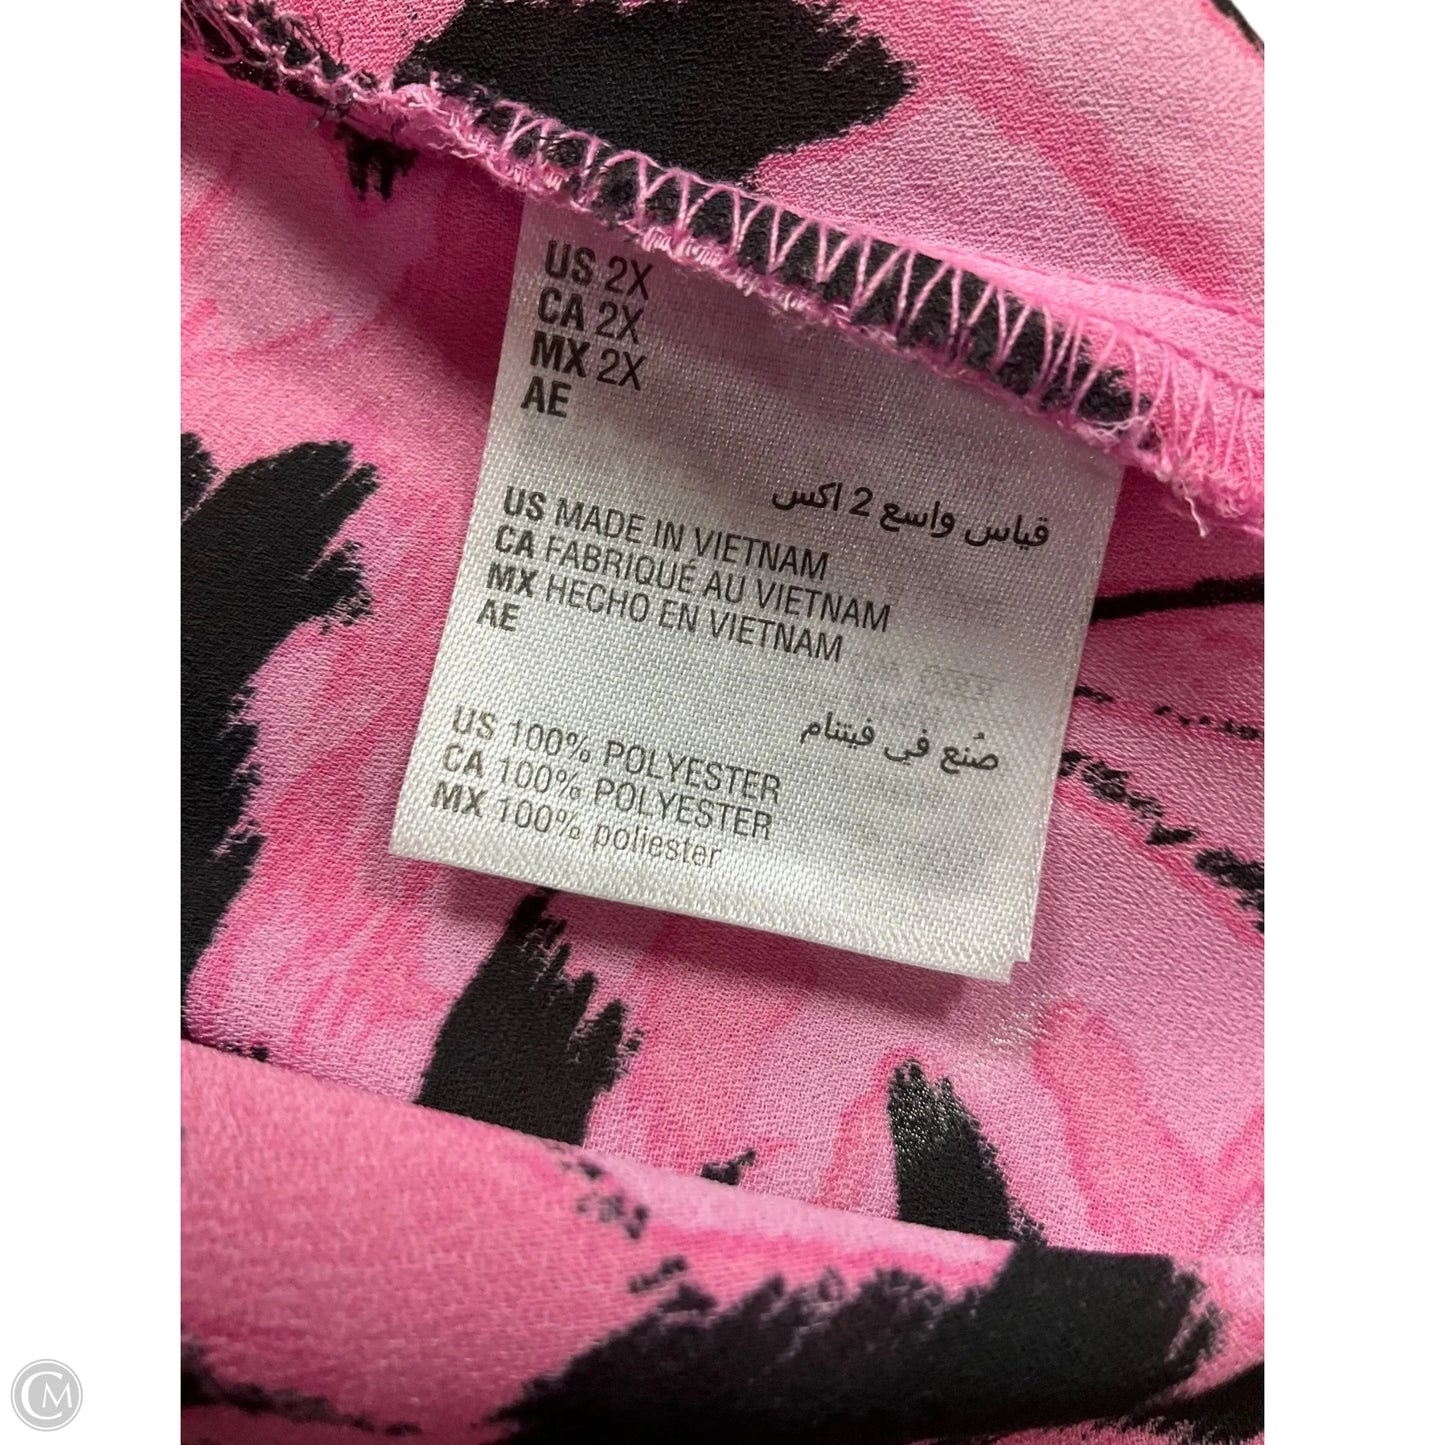 US 2X
CA 2X
MX 2X
AE
قياس واسع 2 اكس
US MADE IN VIETNAM
CA FABRIQUÉ AU VIETNAM
MX HECHO EN VIETNAM
AE
صُنع في فيتنام
US 100% POLYESTER
CA 100% POLYESTER
MX 100% poliester
CM